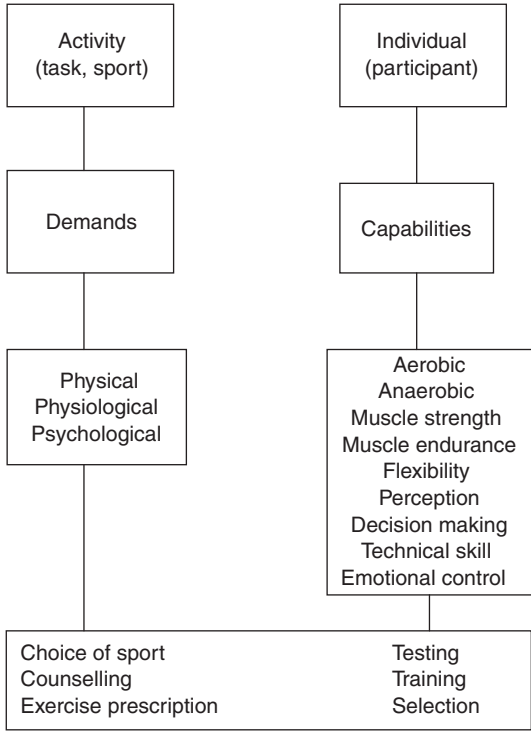 Activity
(task, sport)
Demands
Physical
Physiological
Psychological
Individual
(participant)
Capabilities
Aerobic
Anaerobic
Muscle strength
Muscle endurance
Flexibility
Perception
Decision making
Technical skill
Emotional control
Choice of sport
Counselling
Exercise prescription
Testing
Training
Selection